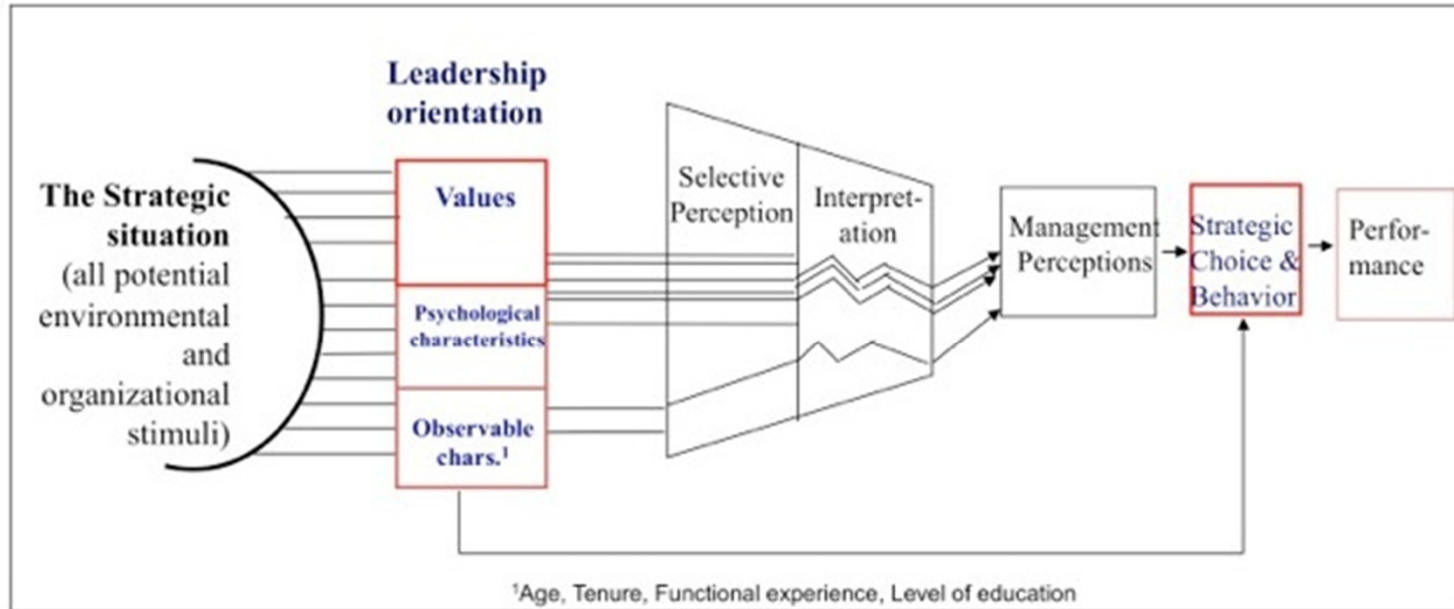 Leadership
orientation
The Strategic
situation
(all potential
environmental
and
organizational
stimuli)
Values
Psychological
characteristics
Observable
chars.¹
Selective
Perception
Interpret-
ation
Management
Perceptions
Strategic
Choice &
Behavior
Perfor-
mance
¹Age, Tenure, Functional experience, Level of education